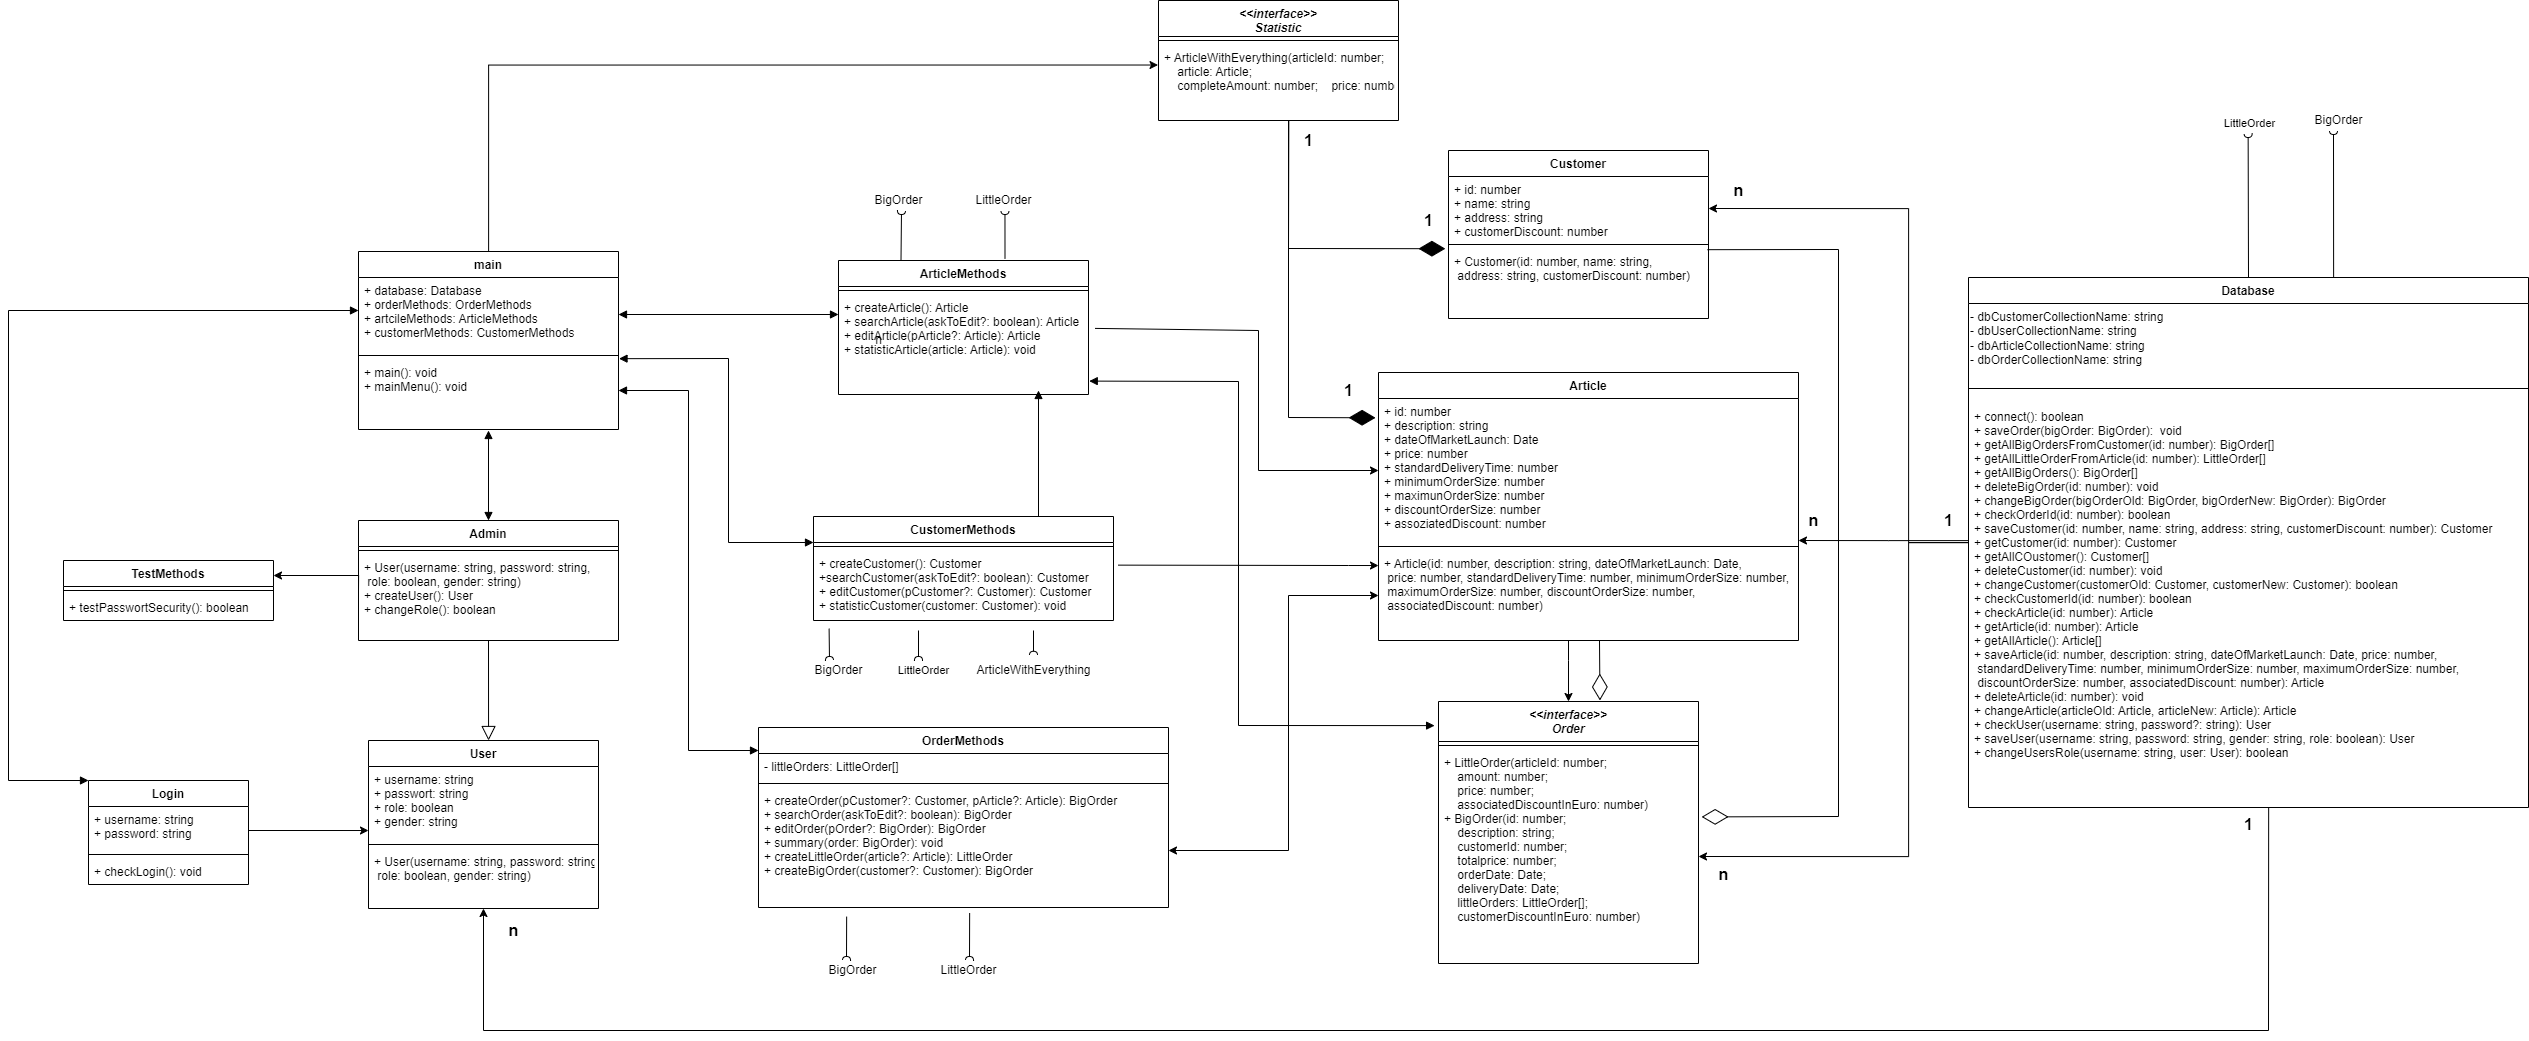 <<interface>>
Statistic
+ ArticleWithEverything(articleId: number;
article: Article;
completeAmount: number;    price: numb
1
LittleOrder
BigOrder
Customer
+ id: number
+ name: string
+ address: string
+ customerDiscount: number
+ Customer(id: number, name: string,
address: string, customerDiscount: number)
n
1
BigOrder
LittleOrder
main
+ database: Database
+ orderMethods: OrderMethods
+ artcileMethods: ArticleMethods
+ customerMethods: CustomerMethods
+ main(): void
+ mainMenu(): void
ArticleMethods
+ createArticle(): Article
+ searchArticle(askToEdit?: boolean): Article
+ editArticle(pArticle?: Article): Article
n
+ statisticArticle(article: Article): void
Database
- dbCustomerCollectionName: string
- dbUserCollectionName: string
- dbArticleCollectionName: string
- dbOrderCollectionName: string
+ connect(): boolean
+ saveOrder(bigOrder: BigOrder):  void
+ getAllBigOrdersFromCustomer(id: number): BigOrder[]
+ getAllLittleOrderFromArticle(id: number): LittleOrder[]
+ getAllBigOrders(): BigOrder[]
+ deleteBigOrder(id: number): void
+ changeBigOrder(bigOrderOld: BigOrder, bigOrderNew: BigOrder): BigOrder
+ checkOrderId(id: number): boolean
+ saveCustomer(id: number, name: string, address: string, customerDiscount: number): Customer
+ getCustomer(id: number): Customer
+ getAllCOustomer(): Customer[]
+ deleteCustomer(id: number): void
+ changeCustomer(customerOld: Customer, customerNew: Customer): boolean
+ checkCustomerId(id: number): boolean
+ checkArticle(id: number): Article
+ getArticle(id: number): Article
+ getAllArticle(): Article[]
+ saveArticle(id: number, description: string, dateOfMarketLaunch: Date, price: number,
standardDeliveryTime: number, minimumOrderSize: number, maximumOrderSize: number,
discountOrderSize: number, associatedDiscount: number): Article
+ deleteArticle(id: number): void
+ changeArticle(articleOld: Article, articleNew: Article): Article
+ checkUser(username: string, password?: string): User
+ saveUser(username: string, password: string, gender: string, role: boolean): User
+ changeUsersRole(username: string, user: User): boolean
1
1
n
1
Article
+ id: number
+ description: string
+ dateOfMarketLaunch: Date
+ price: number
+ standardDeliveryTime: number
+ minimumOrderSize: number
+ maximunOrderSize: number
+ discountOrderSize: number
+ assoziatedDiscount: number
+ Article(id: number, description: string, dateOfMarketLaunch: Date,
price: number, standardDeliveryTime: number, minimumOrderSize: number,
maximumOrderSize: number, discountOrderSize: number,
associatedDiscount: number)
Admin
+ User(username: string, password: string,
role: boolean, gender: string)
+ createUser(): User
+ changeRole(): boolean
TestMethods
+ testPasswortSecurity(): boolean
CustomerMethods
+ createCustomer(): Customer
+searchCustomer(askToEdit?: boolean): Customer
+ editCustomer(pCustomer?: Customer): Customer
+ statisticCustomer(customer: Customer): void
BigOrder
LittleOrder
ArticleWithEverything
<<interface>>
Order
+ LittleOrder(articleId: number;
amount: number;
price: number;
associatedDiscountInEuro: number)
+ BigOrder(id: number;
description: string;
customerId: number;
totalprice: number;
orderDate: Date;
deliveryDate: Date;
littleOrders: LittleOrder[];
customerDiscountInEuro: number)
n
OrderMethods
- littleOrders: LittleOrder[]
+ createOrder(pCustomer?: Customer, pArticle?: Article): BigOrder
+ searchOrder(askToEdit?: boolean): BigOrder
+ editOrder(pOrder?: BigOrder): BigOrder
+ summary(order: BigOrder): void
+ createLittleOrder(article?: Article): LittleOrder
+ createBigOrder(customer?: Customer): BigOrder
BigOrder
LittleOrder
User
+ username: string
+ passwort: string
+ role: boolean
+ gender: string
+ User(username: string, password: string
role: boolean, gender: string)
n
Login
+ username: string
+ password: string
+ checkLogin(): void